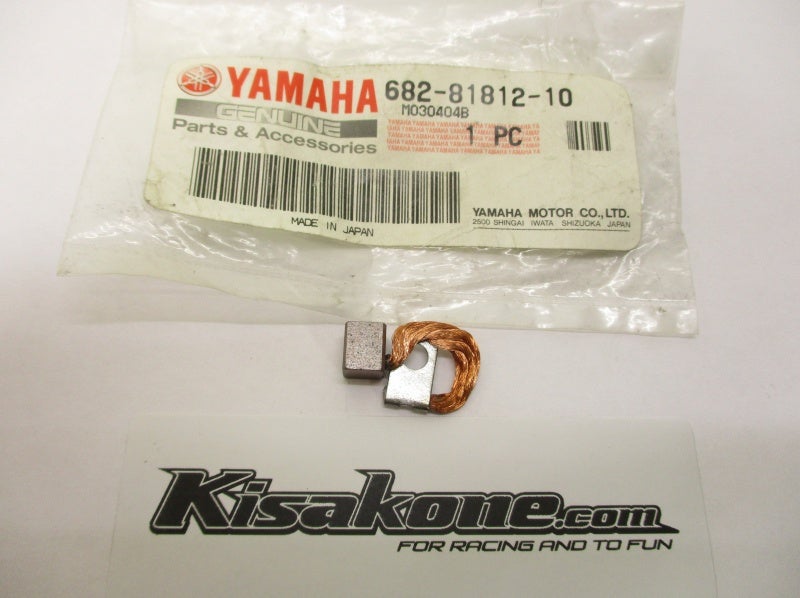 YAMAHA 682-81812-10
GENUINE M030404B
Parts & Accessories 1 PC
MADE IN JAPAN
YAMAHA MOTOR CO.,LTD.
2500 SHINGAI IWATA SHIZUOKA JAPAN
Kisakone.com
FOR RACING AND TO FUN